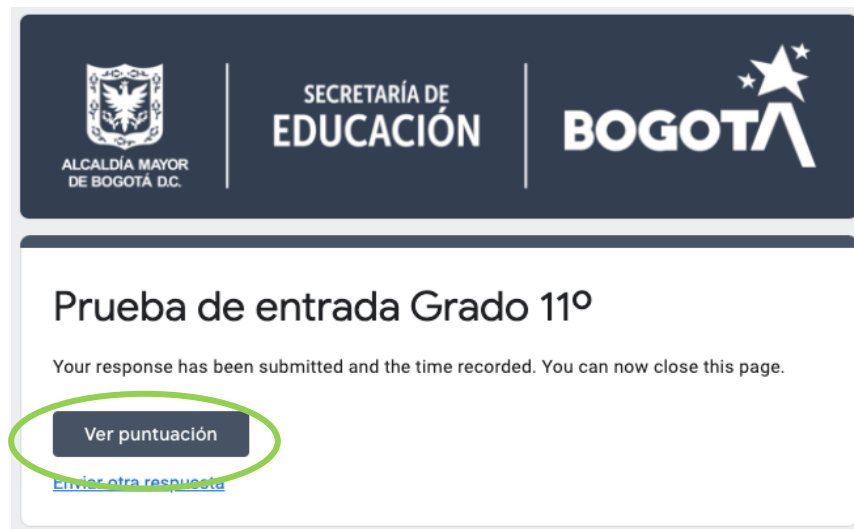 ALCALDÍA MAYOR
DE BOGOTÁ D.C.
SECRETARÍA DE
EDUCACIÓN
BOGOTÁ
Prueba de entrada Grado 11º
Your response has been submitted and the time recorded. You can now close this page.
Ver puntuación
Enviar otra respuesta